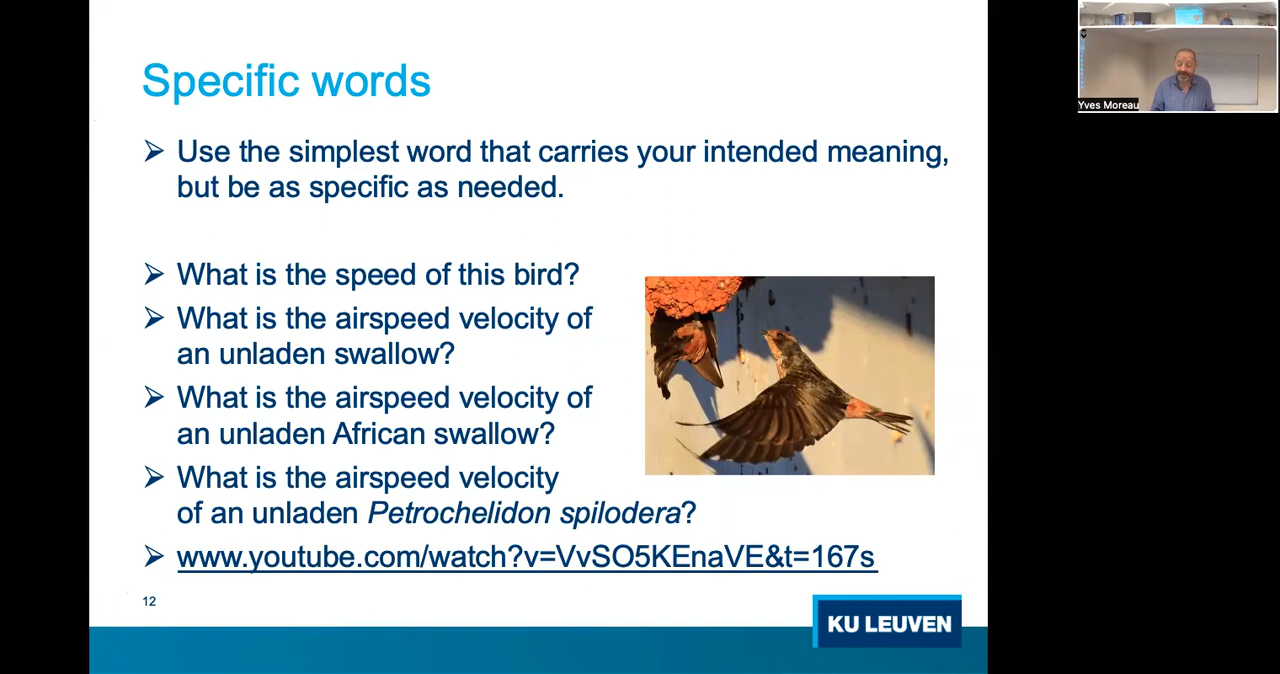 Specific words
➢ Use the simplest word that carries your intended meaning,
but be as specific as needed.
➢ What is the speed of this bird?
➢ What is the airspeed velocity of
an unladen swallow?
➢ What is the airspeed velocity of
an unladen African swallow?
➢ What is the airspeed velocity
of an unladen Petrochelidon spilodera?
➢ www.youtube.com/watch?v=VvSO5KEnaVE&t=167s
12
KU LEUVEN
Yves Moreau